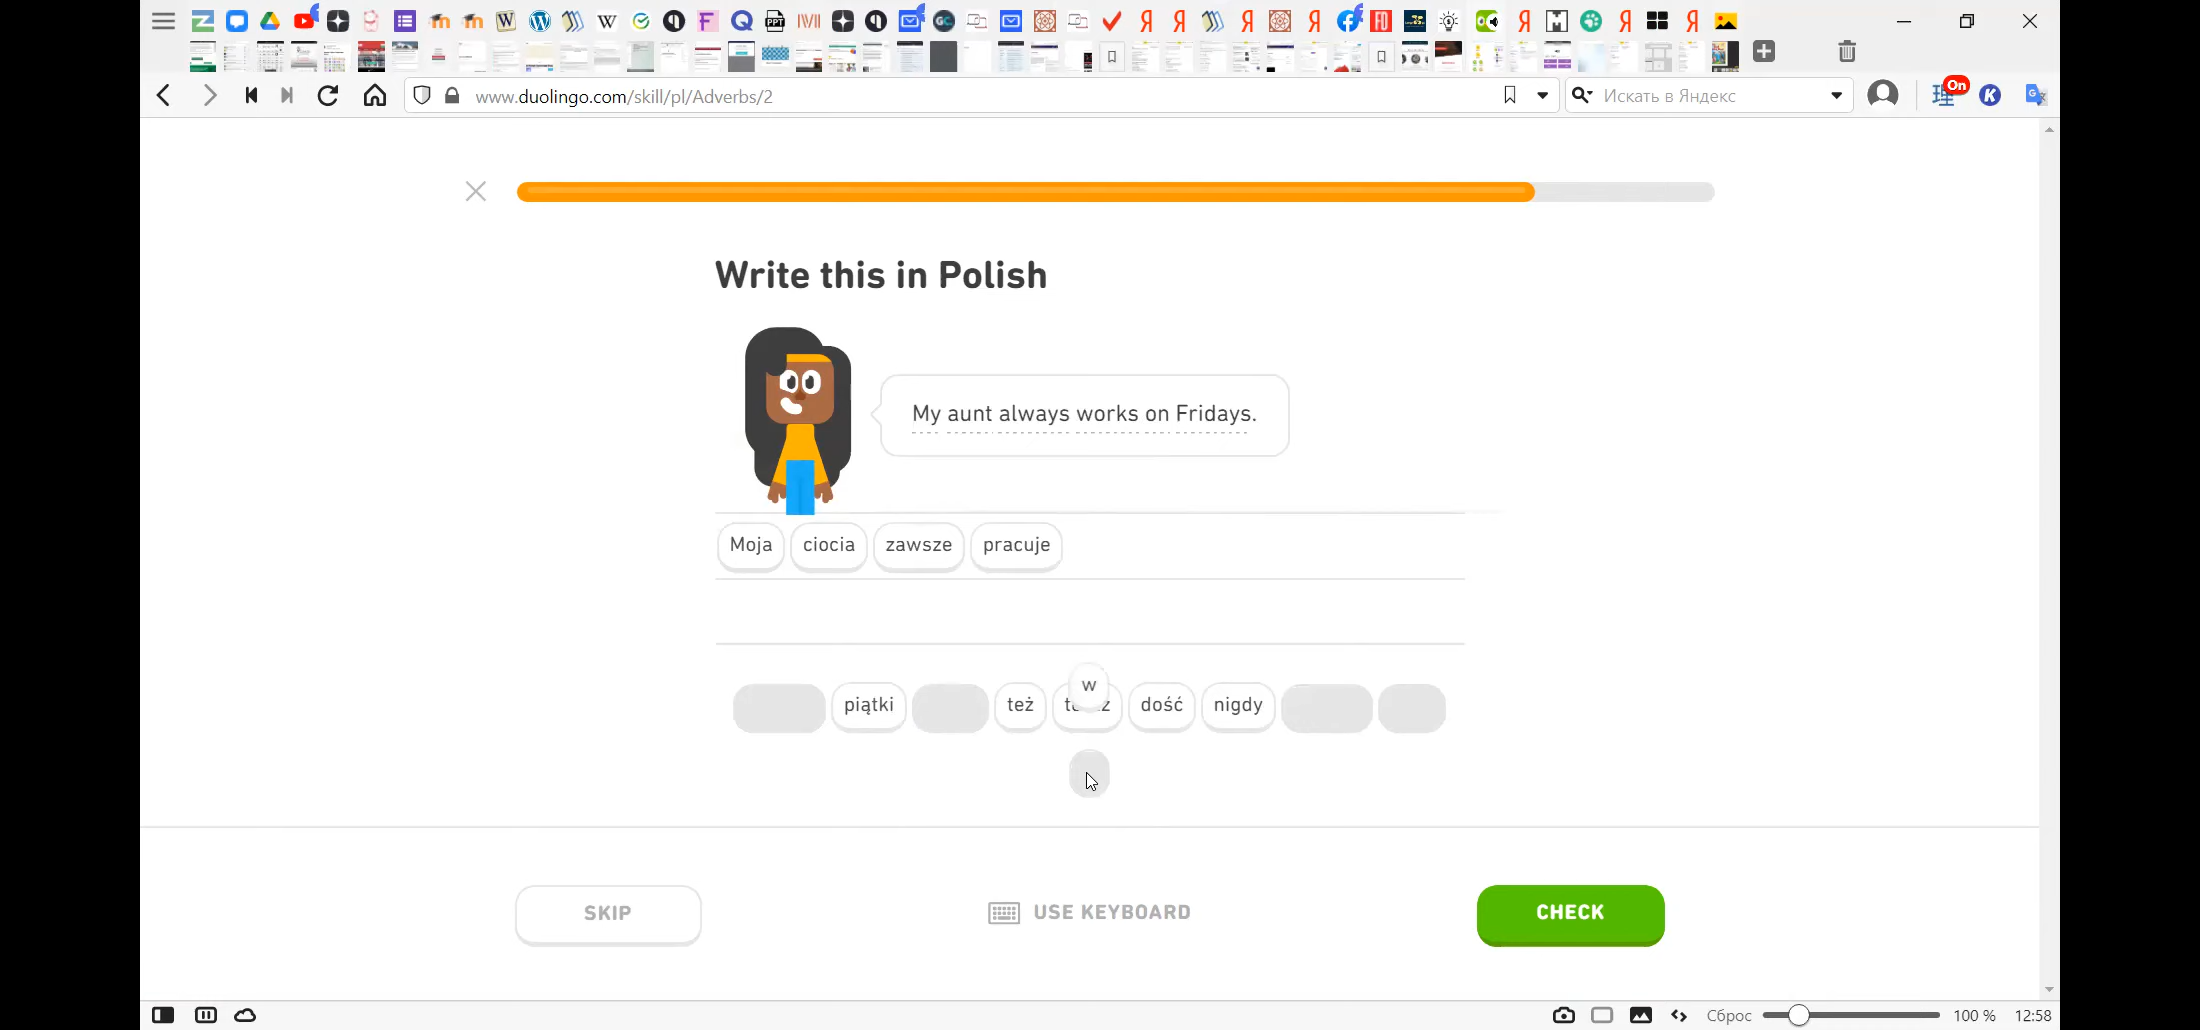 On
www.duolingo.com/skill/pl/Adverbs/2
Искать в Яндекс
Write this in Polish
My aunt always works on Fridays.
Moja ciocia zawsze pracuje
w
piątki też dość nigdy
SKIP
USE KEYBOARD
CHECK
Сброс 100 % 12:58